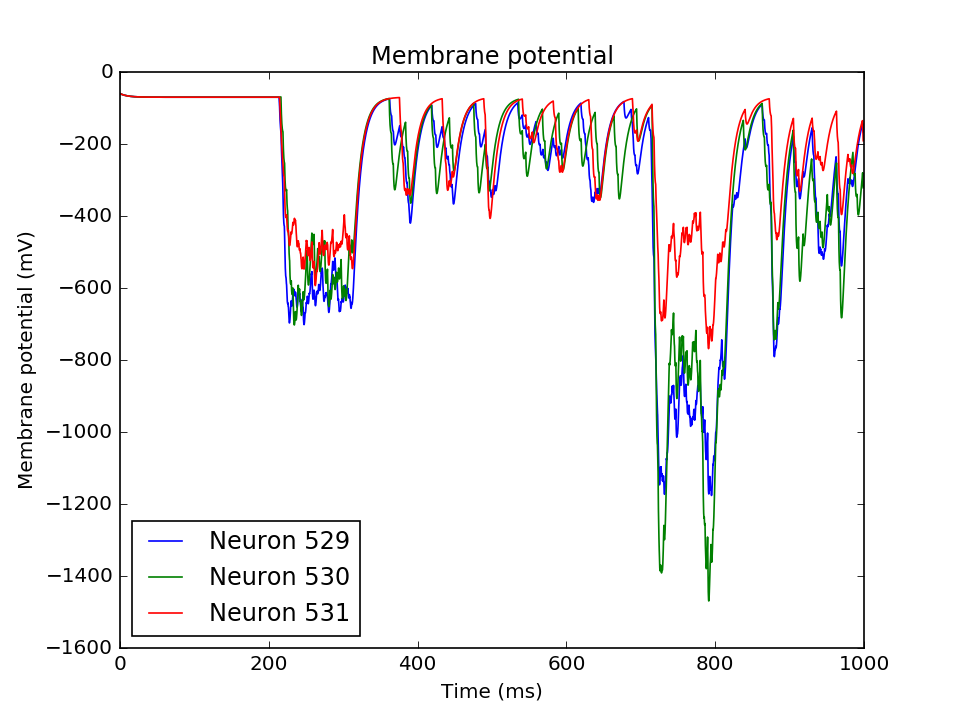 Membrane potential
Membrane potential (mV)
0
−200
−400
−600
−800
−1000
−1200
−1400
−1600
Neuron 529
Neuron 530
Neuron 531
0 200 400 600 800 1000
Time (ms)